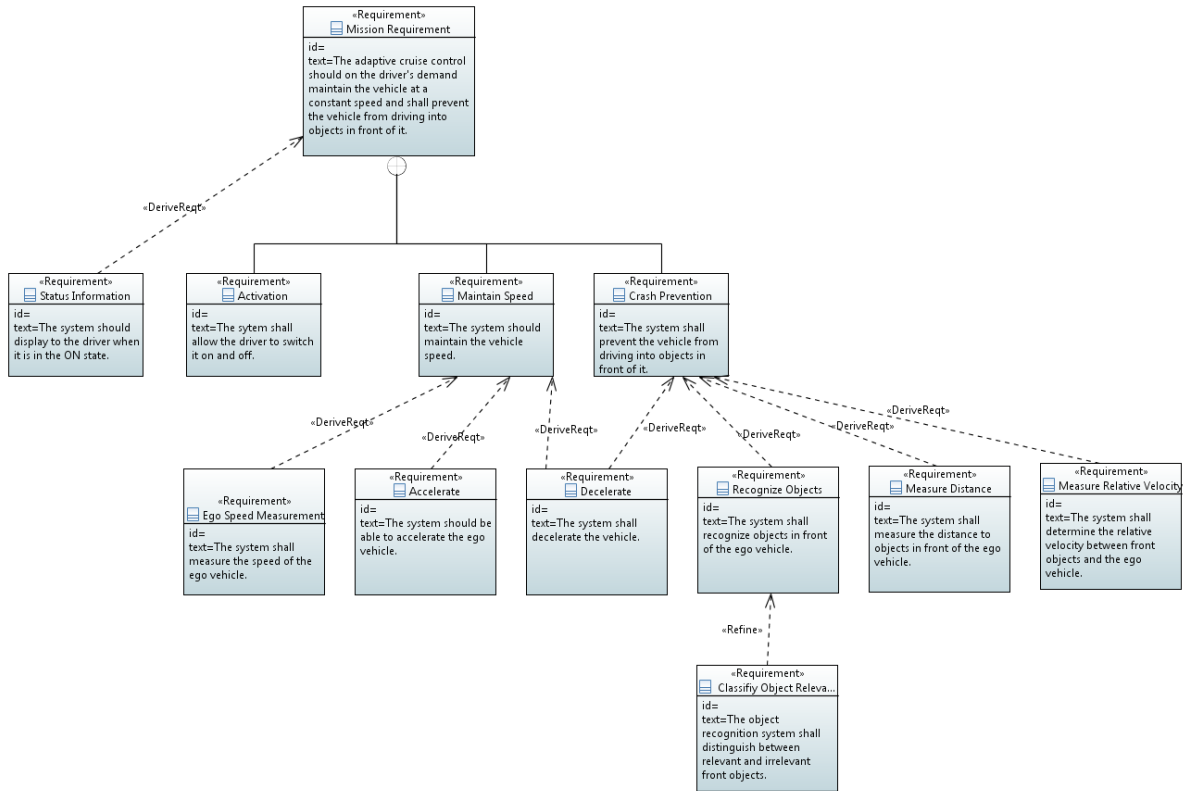 «Requirement»
Mission Requirement
id=
text=The adaptive cruise control
should on the driver's demand
maintain the vehicle at a
constant speed and shall prevent
the vehicle from driving into
objects in front of it.
«DeriveReqt»
«Requirement»
Status Information
id=
text=The system should
display to the driver when
it is in the ON state.
«Requirement»
Activation
id=
text=The sytem shall
allow the driver to switch
it on and off.
«Requirement»
Maintain Speed
id=
text=The system should
maintain the vehicle
speed.
«Requirement»
Crash Prevention
id=
text=The system shall
prevent the vehicle from
driving into objects in
front of it.
«DeriveReqt»
«DeriveReqt»
«DeriveReqt»
«DeriveReqt»
«DeriveReqt»
«DeriveReqt»
«DeriveReqt»
«Requirement»
Ego Speed Measurement
id=
text=The system shall
measure the speed of the
ego vehicle.
«Requirement»
Accelerate
id=
text=The system should be
able to accelerate the ego
vehicle.
«Requirement»
Decelerate
id=
text=The system shall
decelerate the vehicle.
«Requirement»
Recognize Objects
id=
text=The system shall
recognize objects in front
of the ego vehicle.
«Requirement»
Measure Distance
id=
text=The system shall
measure the distance to
objects in front of the ego
vehicle.
«Requirement»
Measure Relative Velocity
id=
text=The system shall
determine the relative
velocity between front
objects and the ego
vehicle.
«Refine»
«Requirement»
Classifiy Object Releva...
id=
text=The object
recognition system shall
distinguish between
relevant and irrelevant
front objects.